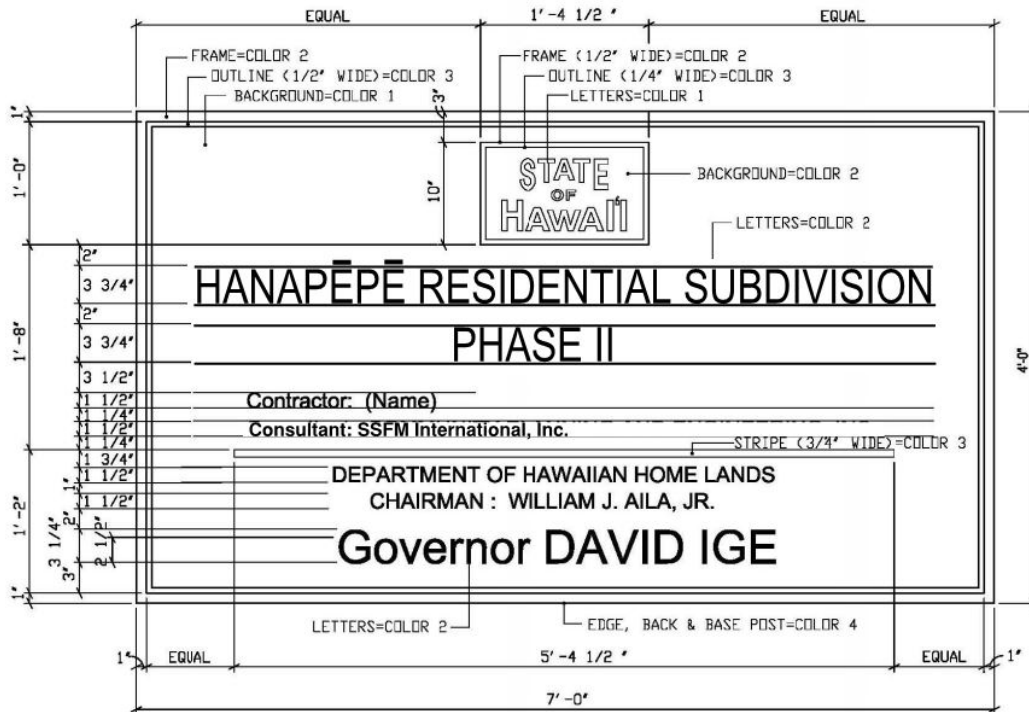 EQUAL 1'-4 1/2" EQUAL
FRAME=COLOR 2
FRAME (1/2" WIDE)=COLOR 2
OUTLINE (1/2" WIDE)=COLOR 3
OUTLINE (1/4" WIDE)=COLOR 3
BACKGROUND=COLOR 1
LETTERS=COLOR 1
1"
3"
1'-0"
10"
STATE
OF
HAWAI'I
BACKGROUND=COLOR 2
LETTERS=COLOR 2
2"
3 3/4"
HANAPĒPĒ RESIDENTIAL SUBDIVISION
2"
1'-8"
3 3/4"
PHASE II
4'-0"
3 1/2"
1 1/2"
Contractor: (Name)
1 1/4"
1 1/2"
Consultant: SSFM International, Inc.
1 1/4"
STRIPE (3/4" WIDE)=COLOR 3
1 3/4"
1 1/2"
DEPARTMENT OF HAWAIIAN HOME LANDS
1"
1 1/2"
CHAIRMAN : WILLIAM J. AILA, JR.
1'-2"
2"
3 1/4"
2 1/2"
Governor DAVID IGE
3"
1"
LETTERS=COLOR 2
EDGE, BACK & BASE POST=COLOR 4
1" EQUAL 5'-4 1/2 " EQUAL 1"
7'-0"